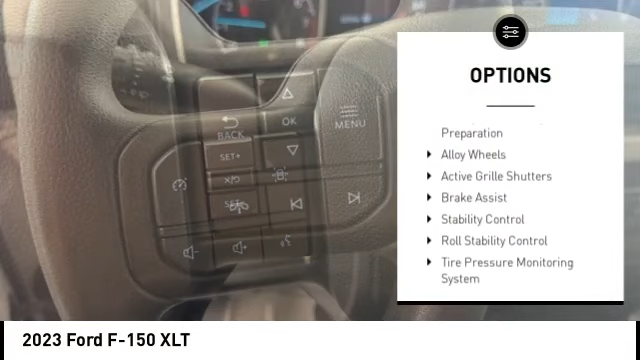 OPTIONS
Preparation
Alloy Wheels
Active Grille Shutters
Brake Assist
Stability Control
Roll Stability Control
Tire Pressure Monitoring
System
BACK
OK
MENU
SET+
2023 Ford F-150 XLT